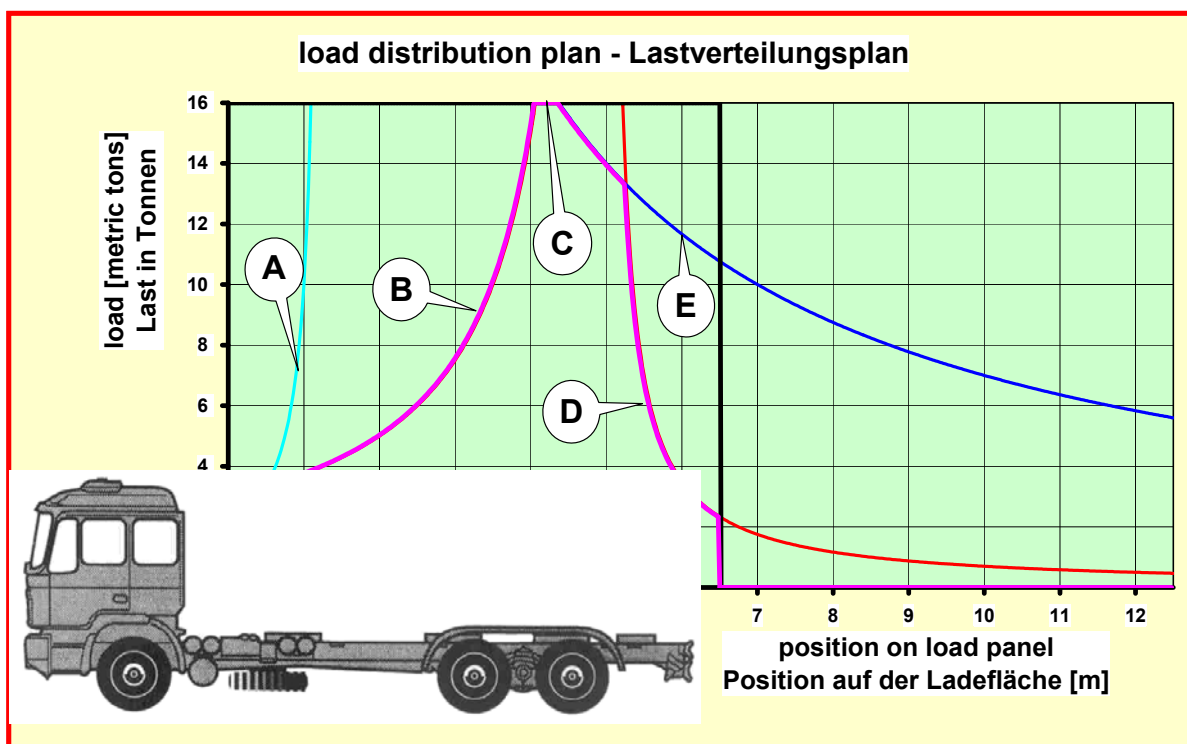 load distribution plan - Lastverteilungsplan
load [metric tons]
Last in Tonnen
16
14
12
10
8
6
4
A
B
C
D
E
7 8 9 10 11 12
position on load panel
Position auf der Ladefläche [m]